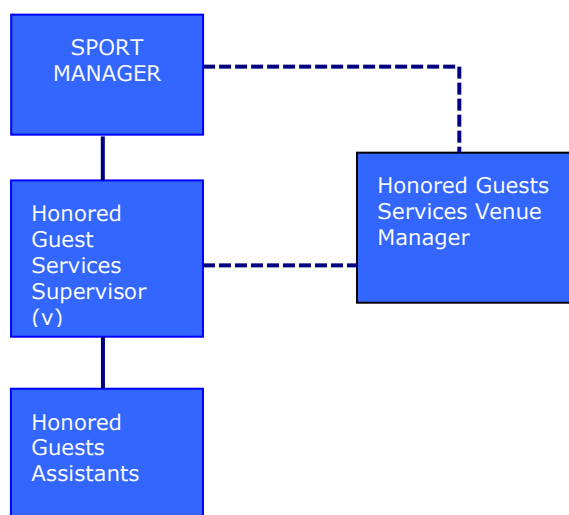 SPORT
MANAGER
Honored Guests
Services Venue
Manager
Honored
Guest
Services
Supervisor
(v)
Honored
Guests
Assistants